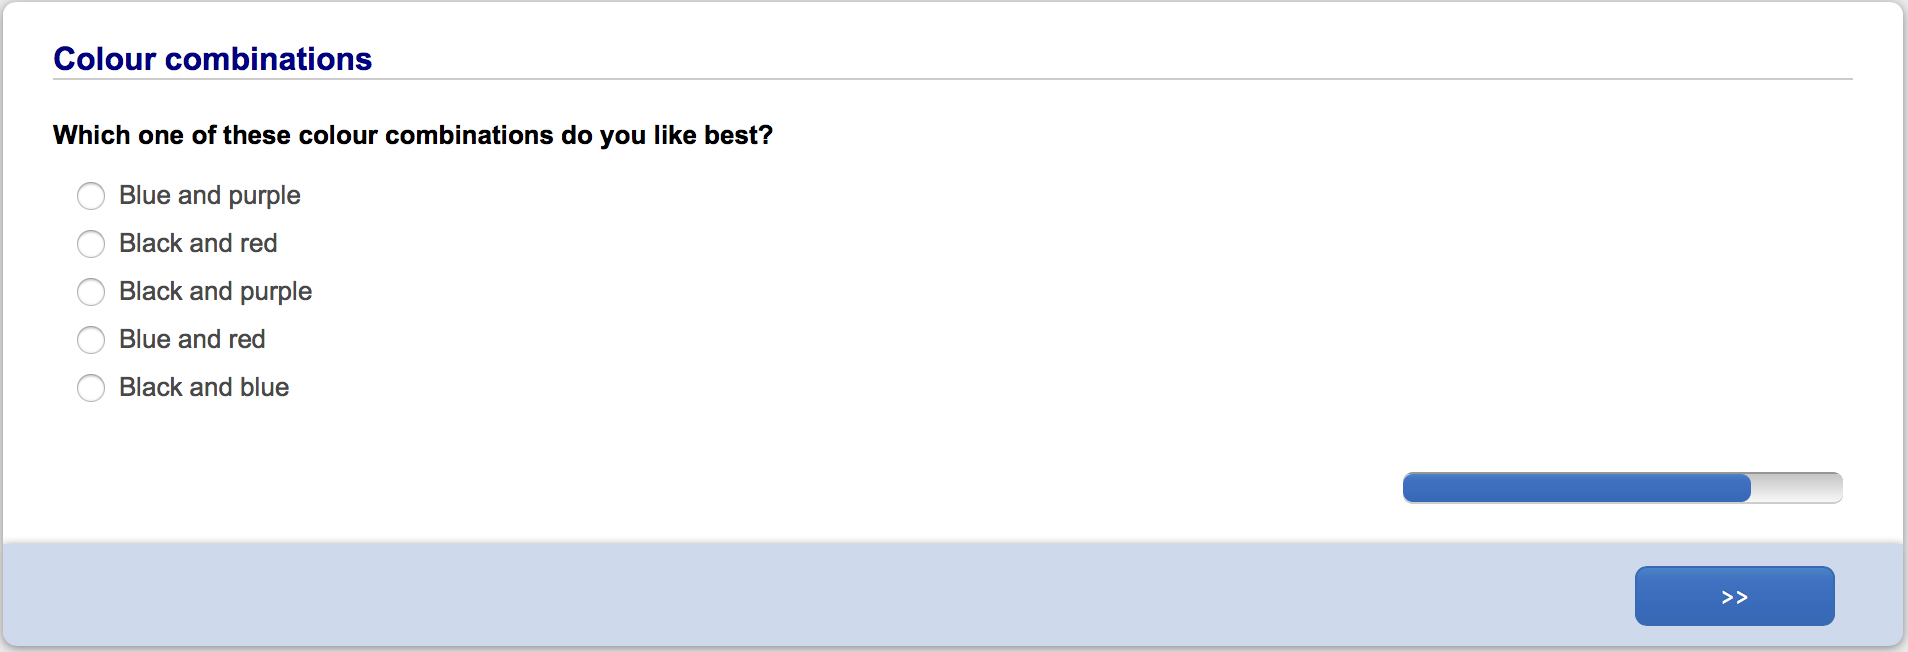 Colour combinations
Which one of these colour combinations do you like best?
Blue and purple
Black and red
Black and purple
Blue and red
Black and blue
>>